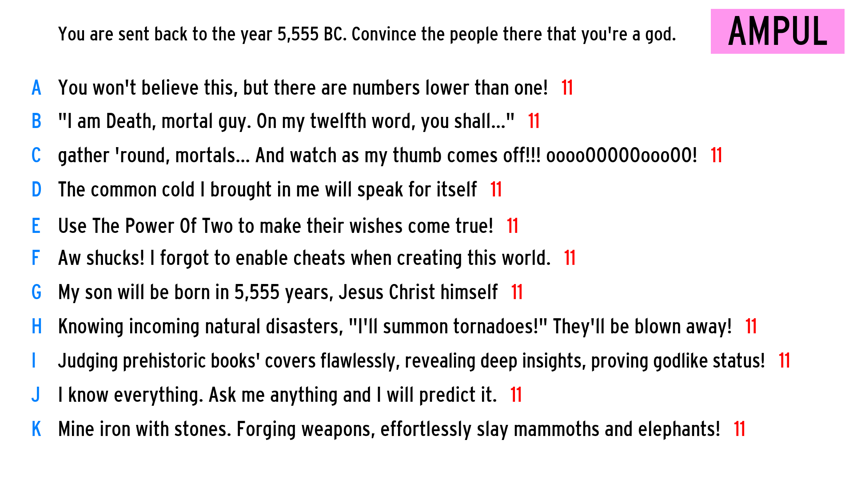 You are sent back to the year 5,555 BC. Convince the people there that you're a god.
AMPUL
A You won't believe this, but there are numbers lower than one! 11
B "I am Death, mortal guy. On my twelfth word, you shall..." 11
C gather 'round, mortals... And watch as my thumb comes off!!! oooo00000ooo00! 11
D The common cold I brought in me will speak for itself 11
E Use The Power Of Two to make their wishes come true! 11
F Aw shucks! I forgot to enable cheats when creating this world. 11
G My son will be born in 5,555 years, Jesus Christ himself 11
H Knowing incoming natural disasters, "I'll summon tornadoes!" They'll be blown away! 11
I Judging prehistoric books' covers flawlessly, revealing deep insights, proving godlike status! 11
J I know everything. Ask me anything and I will predict it. 11
K Mine iron with stones. Forging weapons, effortlessly slay mammoths and elephants! 11